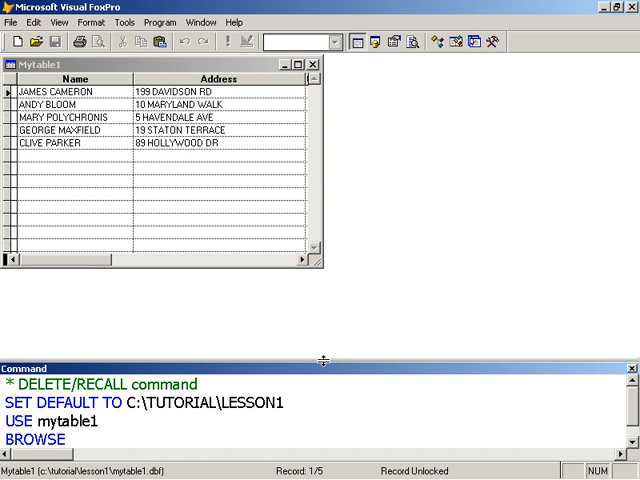 Microsoft Visual FoxPro
File Edit View Format Tools Program Window Help
Mytable1
Name Address
JAMES CAMERON 199 DAVIDSON RD
ANDY BLOOM 10 MARYLAND WALK
MARY POLYCHRONIS 5 HAVENDALE AVE
GEORGE MAXFIELD 19 STATON TERRACE
CLIVE PARKER 89 HOLLYWOOD DR
Command
* DELETE/RECALL command
SET DEFAULT TO C:\TUTORIAL\LESSON1
USE mytable1
BROWSE
Mytable1 (c:\tutorial\lesson1\mytable1.dbf) Record: 1/5 Record Unlocked NUM